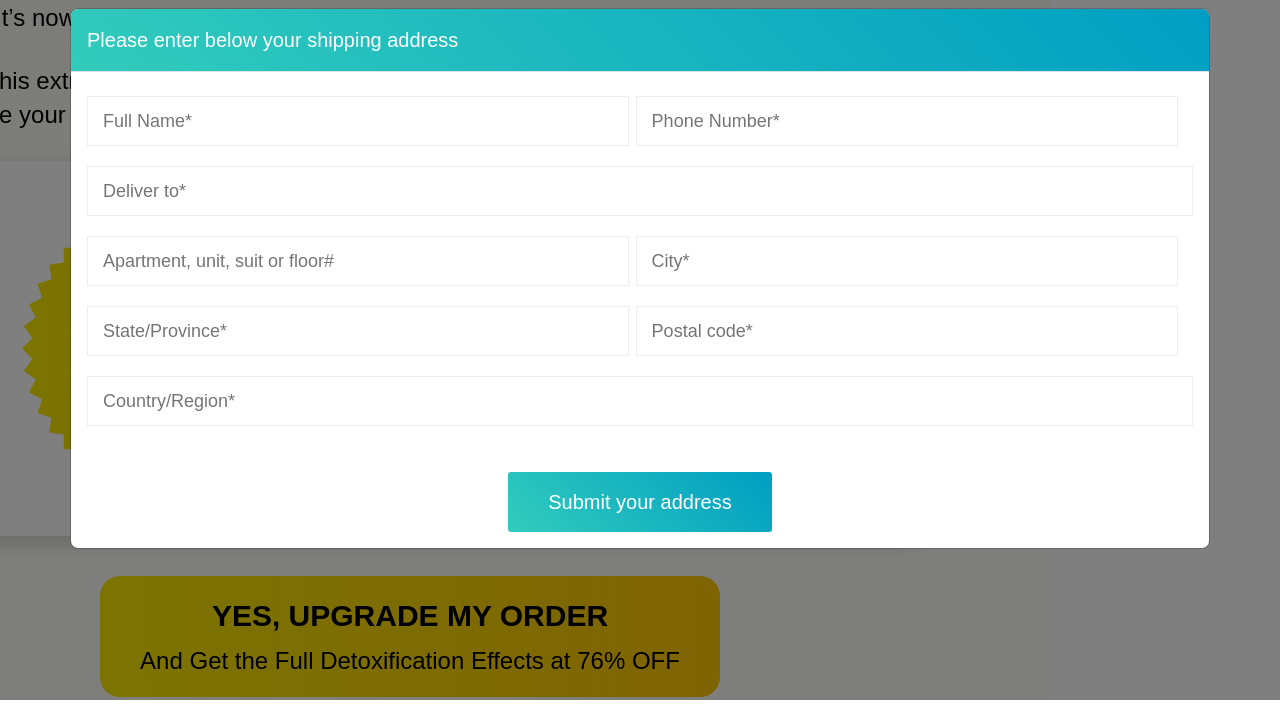 t’s now
his extr
e your
Please enter below your shipping address
Full Name*
Phone Number*
Deliver to*
Apartment, unit, suit or floor#
City*
State/Province*
Postal code*
Country/Region*
Submit your address
YES, UPGRADE MY ORDER
And Get the Full Detoxification Effects at 76% OFF